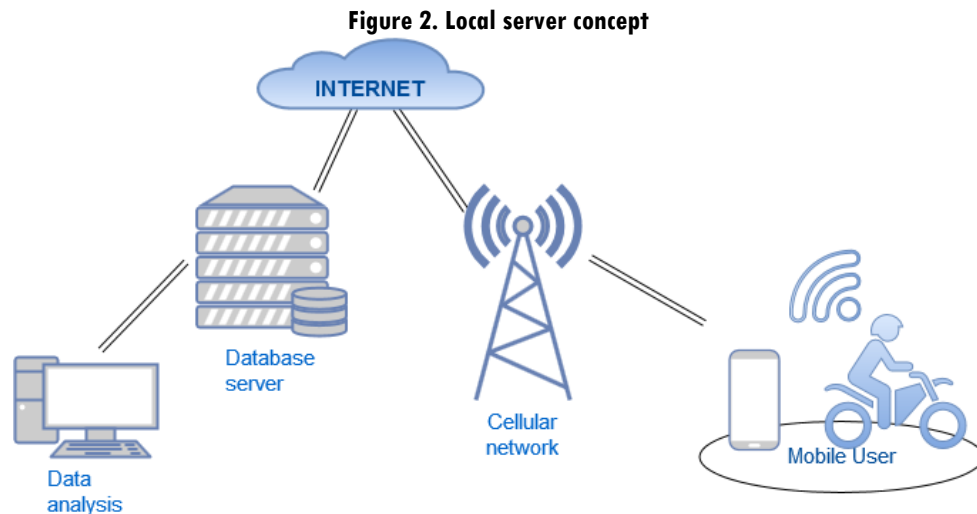 Figure 2. Local server concept
INTERNET
Database
server
Cellular
network
Mobile User
Data
analysis